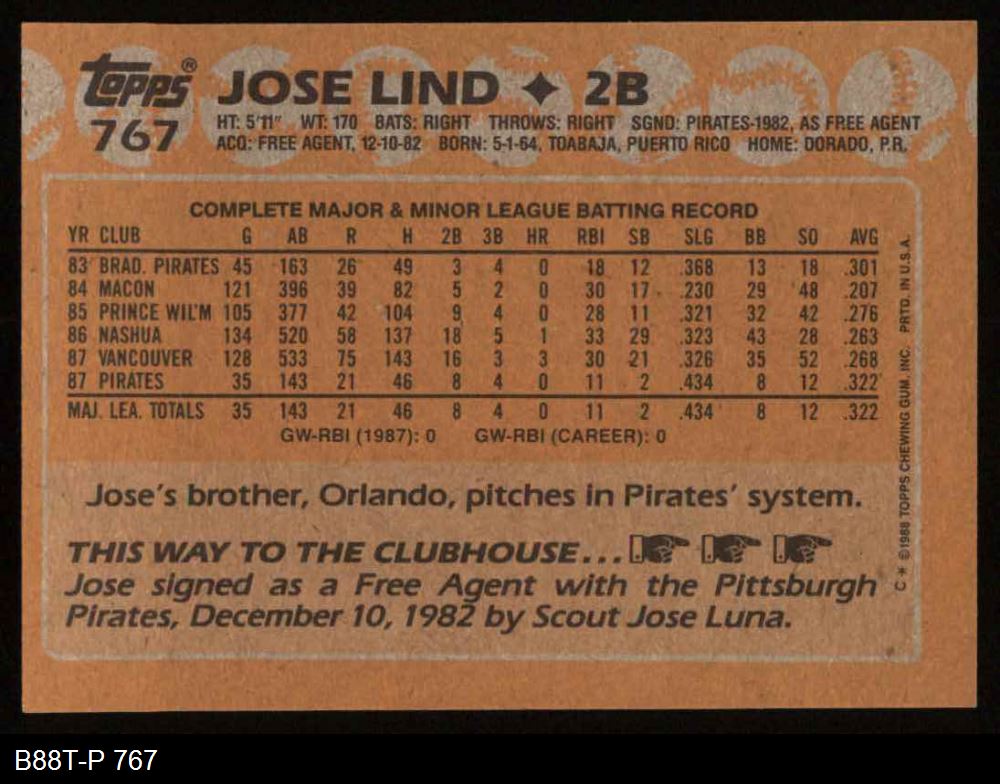 Topps® JOSE LIND ✦ 2B
767 HT: 5'11" WT: 170 BATS: RIGHT THROWS: RIGHT SGND: PIRATES-1982, AS FREE AGENT
ACQ: FREE AGENT, 12-10-82 BORN: 5-1-64, TOABAJA, PUERTO RICO HOME: DORADO, P.R.
COMPLETE MAJOR & MINOR LEAGUE BATTING RECORD
YR CLUB G AB R H 2B 3B HR RBI SB SLG BB SO AVG
83 BRAD. PIRATES 45 163 26 49 3 4 0 18 12 .368 13 18 .301
84 MACON 121 396 39 82 5 2 0 30 17 .230 29 48 .207
85 PRINCE WIL'M 105 377 42 104 9 4 0 28 11 .321 32 42 .276
86 NASHUA 134 520 58 137 18 5 1 33 29 .323 43 28 .263
87 VANCOUVER 128 533 75 143 16 3 3 30 21 .326 35 52 .268
87 PIRATES 35 143 21 46 8 4 0 11 2 .434 8 12 .322
MAJ. LEA. TOTALS 35 143 21 46 8 4 0 11 2 .434 8 12 .322
GW-RBI (1987): 0 GW-RBI (CAREER): 0
Jose's brother, Orlando, pitches in Pirates' system.
THIS WAY TO THE CLUBHOUSE...
Jose signed as a Free Agent with the Pittsburgh
Pirates, December 10, 1982 by Scout Jose Luna.
C * ©1988 TOPPS CHEWING GUM, INC. PRTD. IN U.S.A.
B88T-P 767